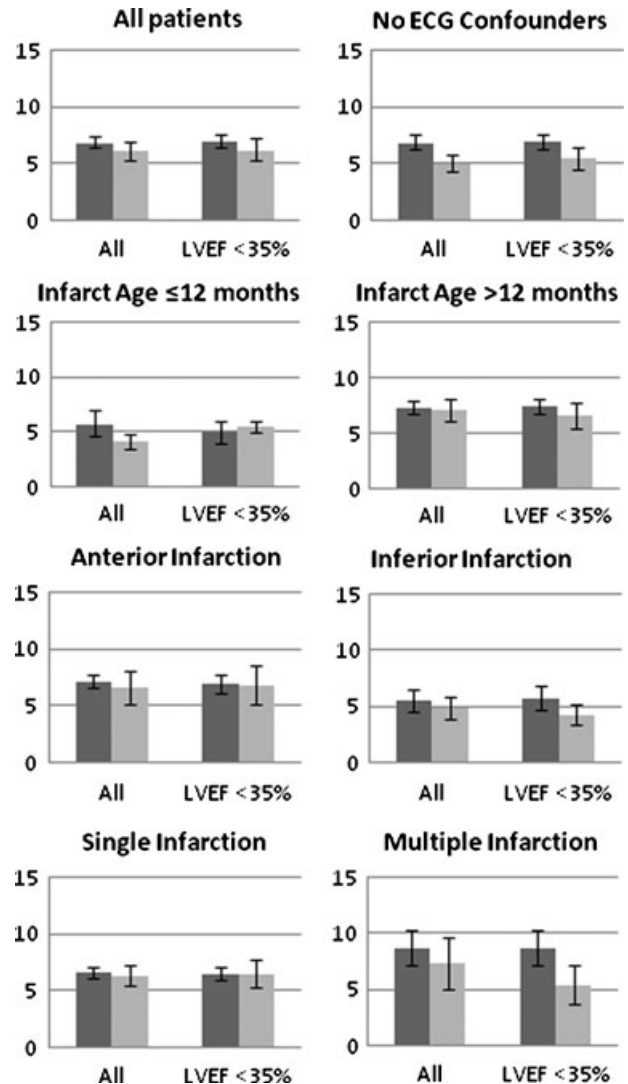 All patients
No ECG Confounders
15
10
5
0
All
LVEF <35%
15
10
5
0
All
LVEF <35%
Infarct Age ≤12 months
Infarct Age >12 months
15
10
5
0
All
LVEF <35%
15
10
5
0
All
LVEF <35%
Anterior Infarction
Inferior Infarction
15
10
5
0
All
LVEF <35%
15
10
5
0
All
LVEF <35%
Single Infarction
Multiple Infarction
15
10
5
0
All
LVEF <35%
15
10
5
0
All
LVEF <35%